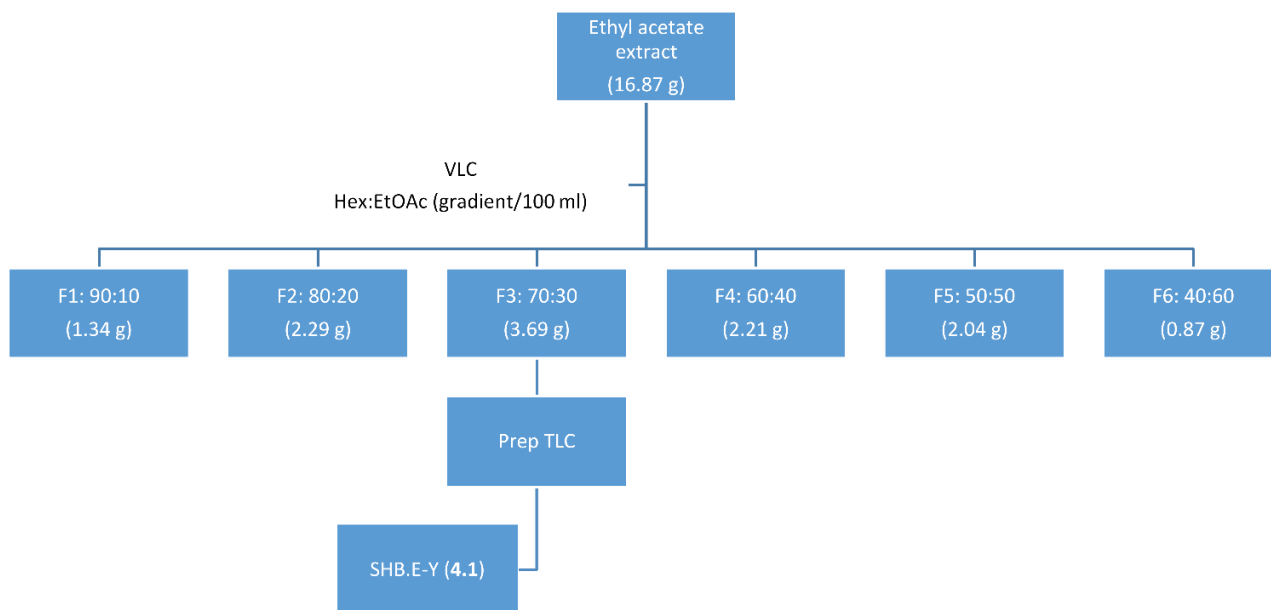 Ethyl acetate
extract
(16.87 g)
VLC
Hex:EtOAc (gradient/100 ml)
F1: 90:10
(1.34 g)
F2: 80:20
(2.29 g)
F3: 70:30
(3.69 g)
F4: 60:40
(2.21 g)
F5: 50:50
(2.04 g)
F6: 40:60
(0.87 g)
Prep TLC
SHB.E-Y (4.1)